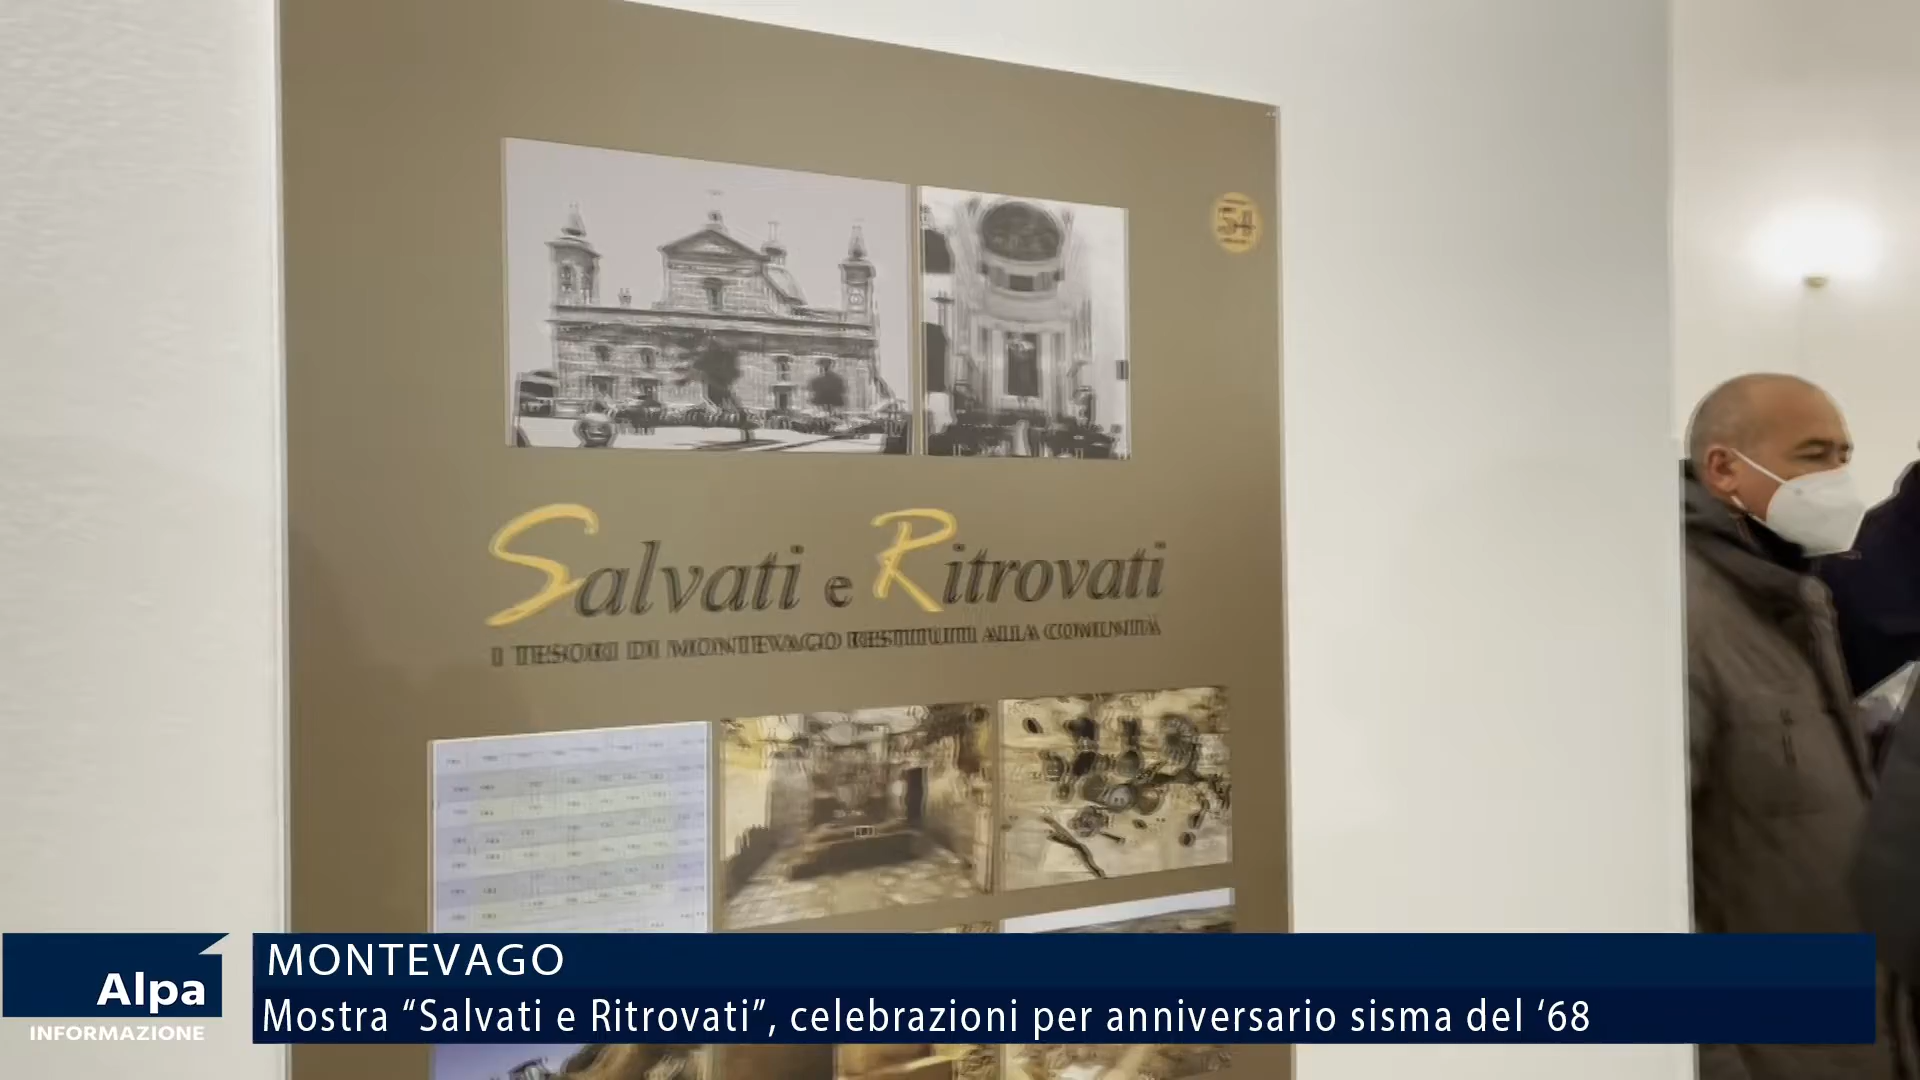 54
Salvati e Ritrovati
I TESORI DI MONTEVAGO RESTITUITI ALLA COMUNITÀ
Alpa
INFORMAZIONE
MONTEVAGO
Mostra “Salvati e Ritrovati”, celebrazioni per anniversario sisma del ‘68